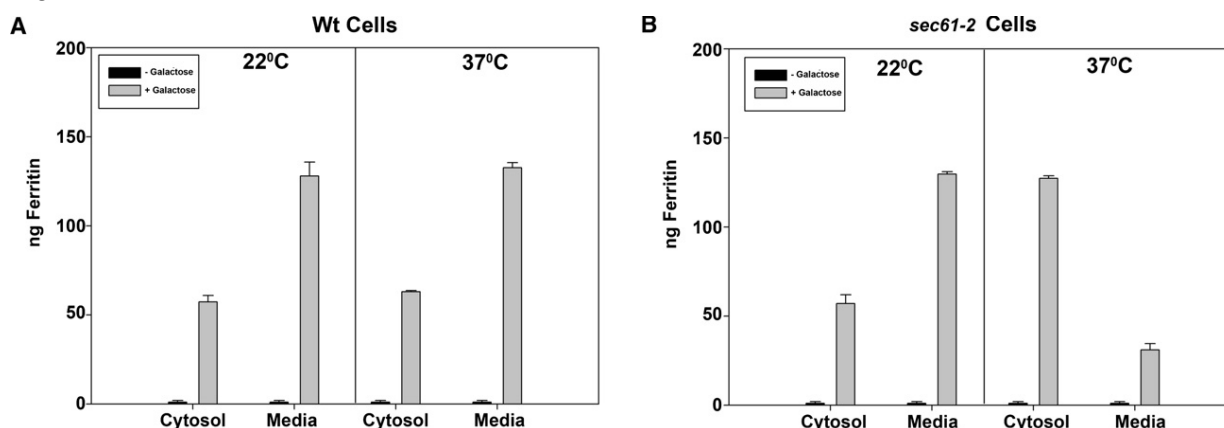 A
Wt Cells
200
150
100
50
0
ng Ferritin
- Galactose
+ Galactose
22⁰C
37⁰C
Cytosol Media Cytosol Media
B
sec61-2 Cells
200
150
100
50
0
ng Ferritin
- Galactose
+ Galactose
22⁰C
37⁰C
Cytosol Media Cytosol Media